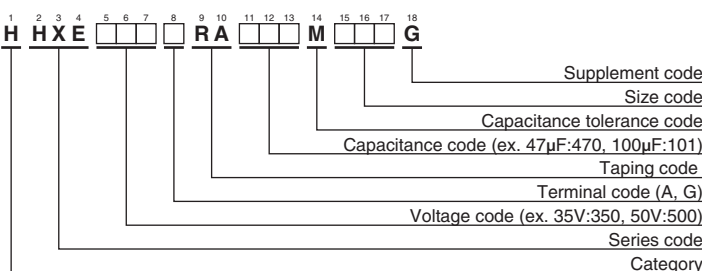 1 2 3 4 5 6 7 8 9 10 11 12 13 14 15 16 17 18
H HXE RA M G
Supplement code
Size code
Capacitance tolerance code
Capacitance code (ex. 47μF:470, 100μF:101)
Taping code
Terminal code (A, G)
Voltage code (ex. 35V:350, 50V:500)
Series code
Category